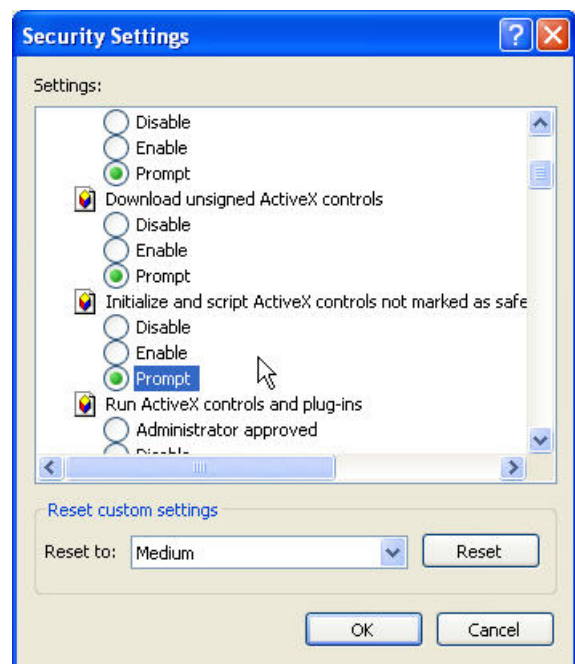 Security Settings
Settings:
Disable
Enable
Prompt
Download unsigned ActiveX controls
Disable
Enable
Prompt
Initialize and script ActiveX controls not marked as safe
Disable
Enable
Prompt
Run ActiveX controls and plug-ins
Administrator approved
Disable
Reset custom settings
Reset to: Medium Reset
OK Cancel